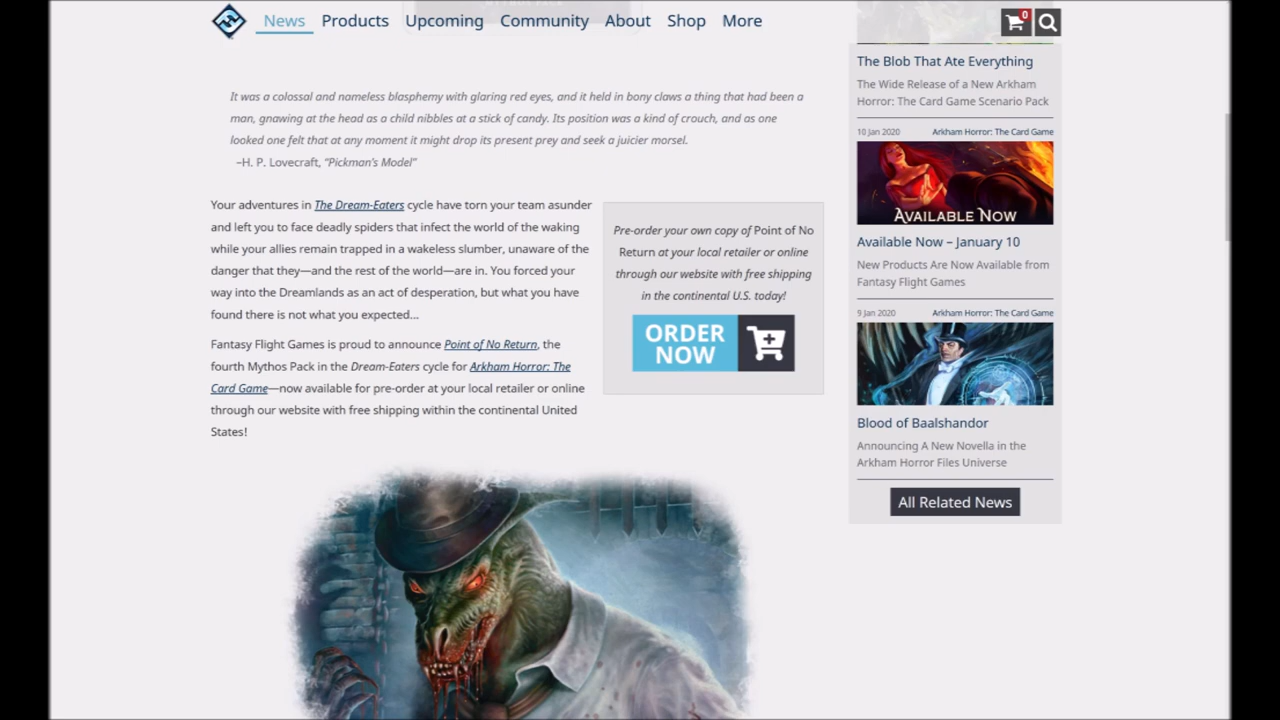 News Products Upcoming Community About Shop More
0
It was a colossal and nameless blasphemy with glaring red eyes, and it held in bony claws a thing that had been a
man, gnawing at the head as a child nibbles at a stick of candy. Its position was a kind of crouch, and as one
looked one felt that at any moment it might drop its present prey and seek a juicier morsel.
–H. P. Lovecraft, “Pickman’s Model”
Your adventures in The Dream-Eaters cycle have torn your team asunder
and left you to face deadly spiders that infect the world of the waking
while your allies remain trapped in a wakeless slumber, unaware of the
danger that they—and the rest of the world—are in. You forced your
way into the Dreamlands as an act of desperation, but what you have
found there is not what you expected...
Fantasy Flight Games is proud to announce Point of No Return, the
fourth Mythos Pack in the Dream-Eaters cycle for Arkham Horror: The
Card Game—now available for pre-order at your local retailer or online
through our website with free shipping within the continental United
States!
Pre-order your own copy of Point of No
Return at your local retailer or online
through our website with free shipping
in the continental U.S. today!
ORDER
NOW
The Blob That Ate Everything
The Wide Release of a New Arkham
Horror: The Card Game Scenario Pack
10 Jan 2020 Arkham Horror: The Card Game
AVAILABLE NOW
Available Now – January 10
New Products Are Now Available from
Fantasy Flight Games
9 Jan 2020 Arkham Horror: The Card Game
Blood of Baalshandor
Announcing A New Novella in the
Arkham Horror Files Universe
All Related News